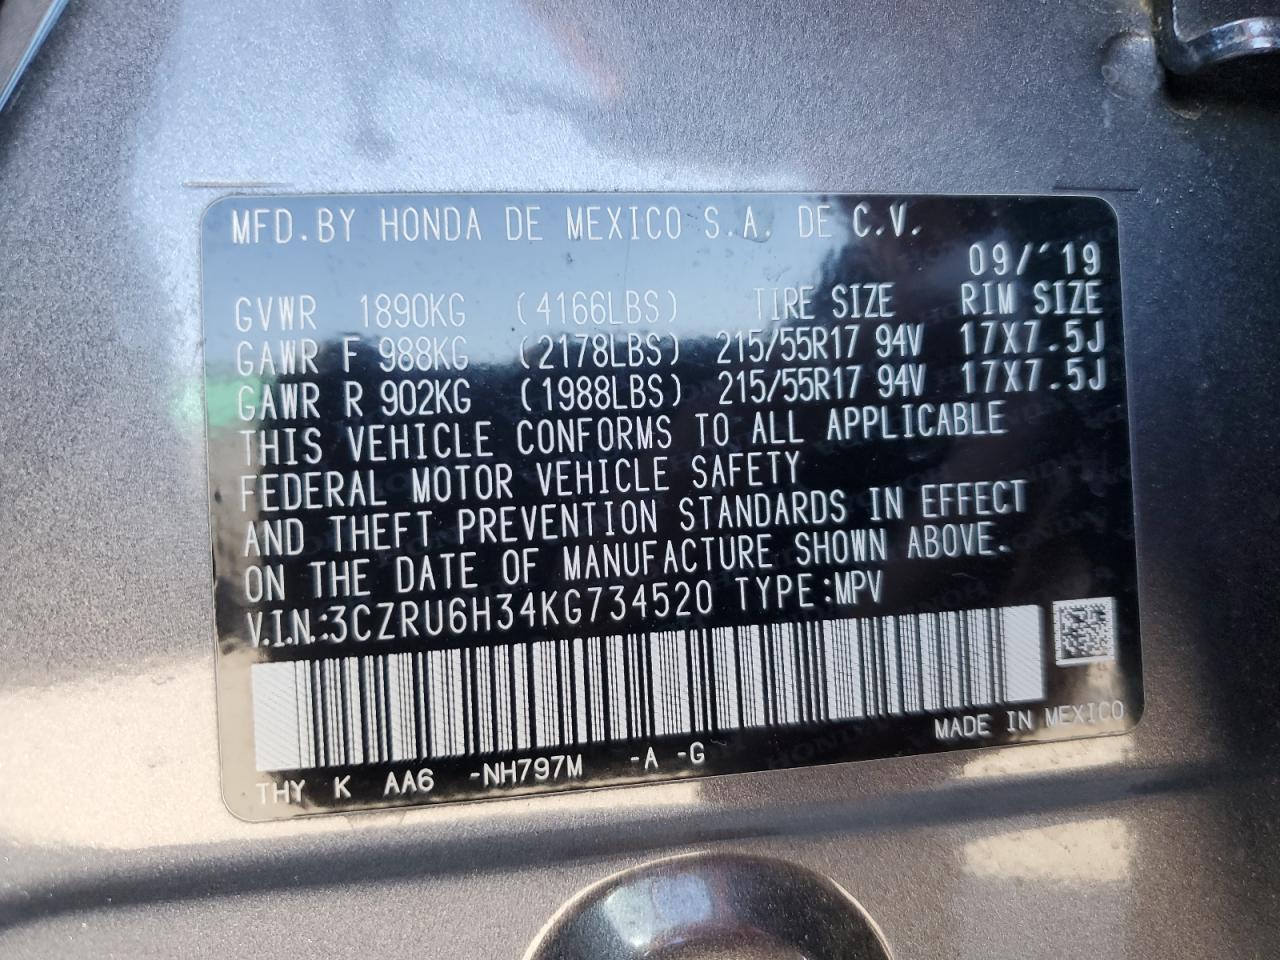 MFD.BY HONDA DE MEXICO S.A. DE C.V.
09/'19
GVWR 1890KG (4166LBS) TIRE SIZE RIM SIZE
GAWR F 988KG (2178LBS) 215/55R17 94V 17X7.5J
GAWR R 902KG (1988LBS) 215/55R17 94V 17X7.5J
THIS VEHICLE CONFORMS TO ALL APPLICABLE
FEDERAL MOTOR VEHICLE SAFETY
AND THEFT PREVENTION STANDARDS IN EFFECT
ON THE DATE OF MANUFACTURE SHOWN ABOVE.
V.I.N.:3CZRU6H34KG734520 TYPE:MPV
MADE IN MEXICO
THY K AA6 -NH797M -A -G